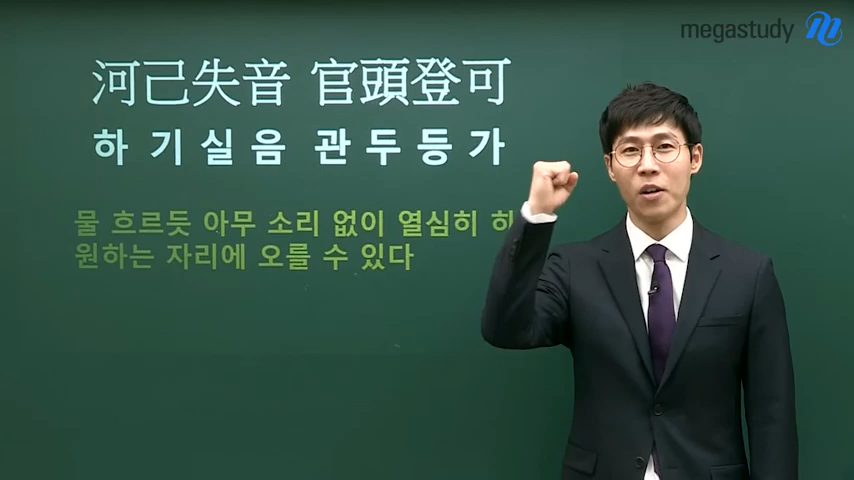 megastudy
河己失音 官頭登可
하기실음 관두등가
물 흐르듯 아무 소리 없이 열심히 하
원하는 자리에 오를 수 있다